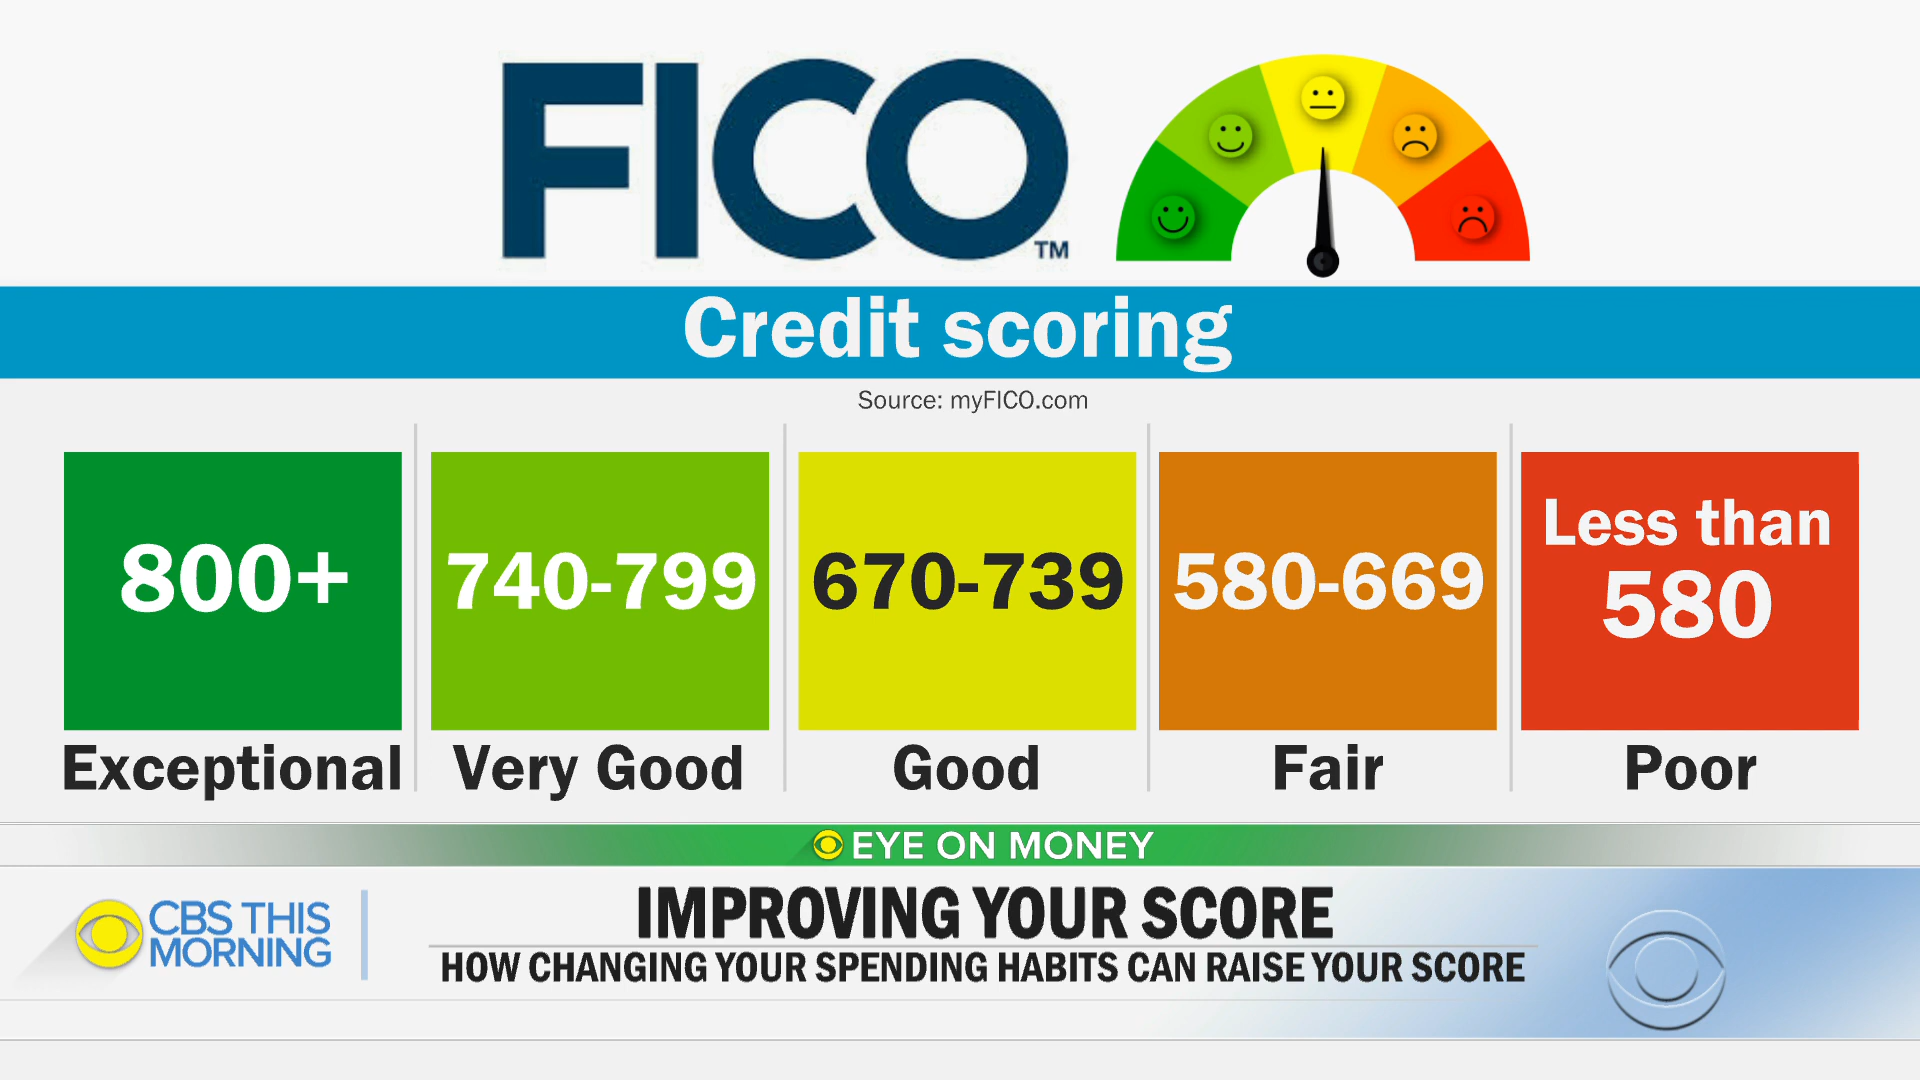 FICO™
Credit scoring
Source: myFICO.com
800+
740-799
670-739
580-669
Less than
580
Exceptional
Very Good
Good
Fair
Poor
EYE ON MONEY
CBS THIS
MORNING
IMPROVING YOUR SCORE
HOW CHANGING YOUR SPENDING HABITS CAN RAISE YOUR SCORE